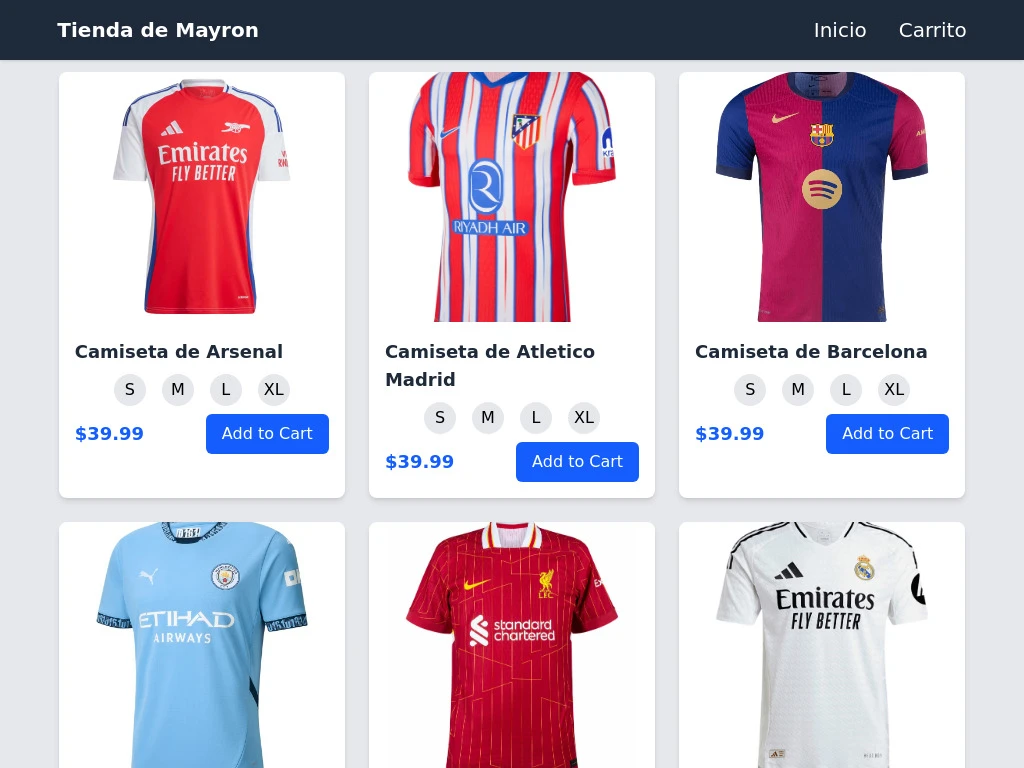 Tienda de Mayron
Inicio
Carrito
Emirates
FLY BETTER
RIYADH AIR
Camiseta de Arsenal
S
M
L
XL
$39.99
Add to Cart
Camiseta de Atletico
Madrid
S
M
L
XL
$39.99
Add to Cart
Camiseta de Barcelona
S
M
L
XL
$39.99
Add to Cart
ETIHAD
AIRWAYS
LFC
standard
chartered
Emirates
FLY BETTER